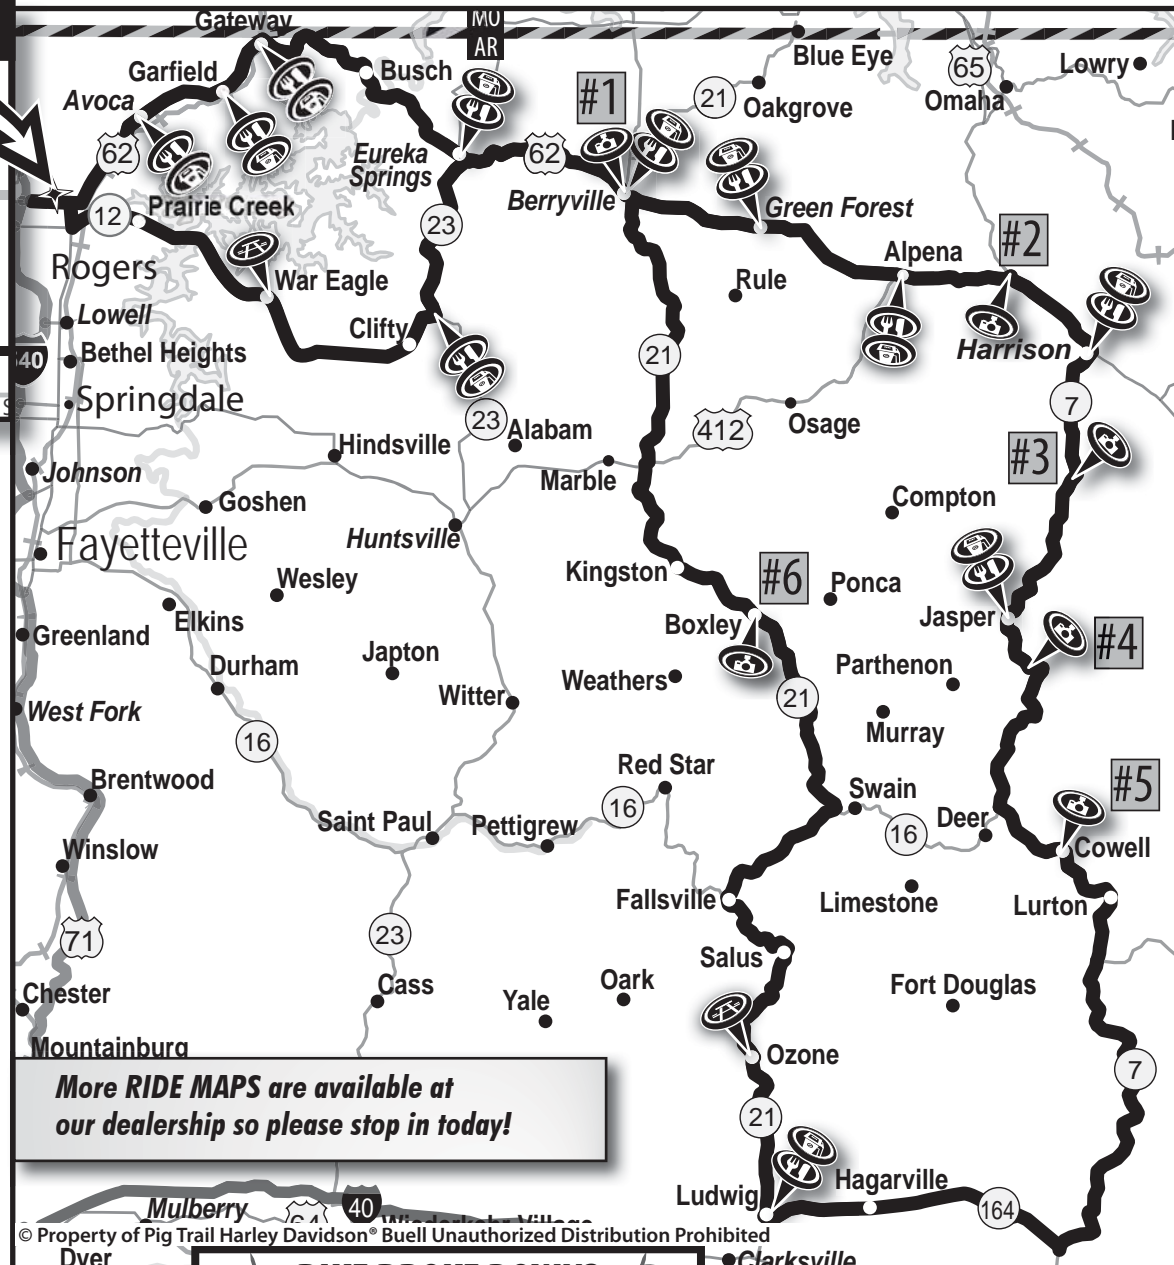 Gateway
MO
AR
Blue Eye
65
Lowry
Garfield
Busch
#1
21
Oakgrove
Omaha
Avoca
62
Eureka
Springs
62
Berryville
Green Forest
Prairie Creek
12
23
Alpena
#2
Rogers
War Eagle
Rule
Lowell
Clifty
Harrison
40
Bethel Heights
21
Springdale
7
23
Alabam
412
Osage
Hindsville
Marble
#3
Johnson
Compton
Goshen
Huntsville
Fayetteville
Kingston
#6
Ponca
Wesley
Elkins
Boxley
Jasper
Greenland
#4
Japton
Parthenon
Durham
Weathers
Witter
21
West Fork
Murray
16
Red Star
Brentwood
#5
16
Swain
Saint Paul
Pettigrew
16
Deer
Winslow
Cowell
Fallsville
Limestone
Lurton
71
23
Salus
Chester
Cass
Yale
Oark
Fort Douglas
Mountainburg
Ozone
7
More RIDE MAPS are available at
our dealership so please stop in today!
21
Ludwig
Hagarville
164
Mulberry
64
40
Wiederkehr Village
© Property of Pig Trail Harley Davidson® Buell Unauthorized Distribution Prohibited
Dyer
Clarksville